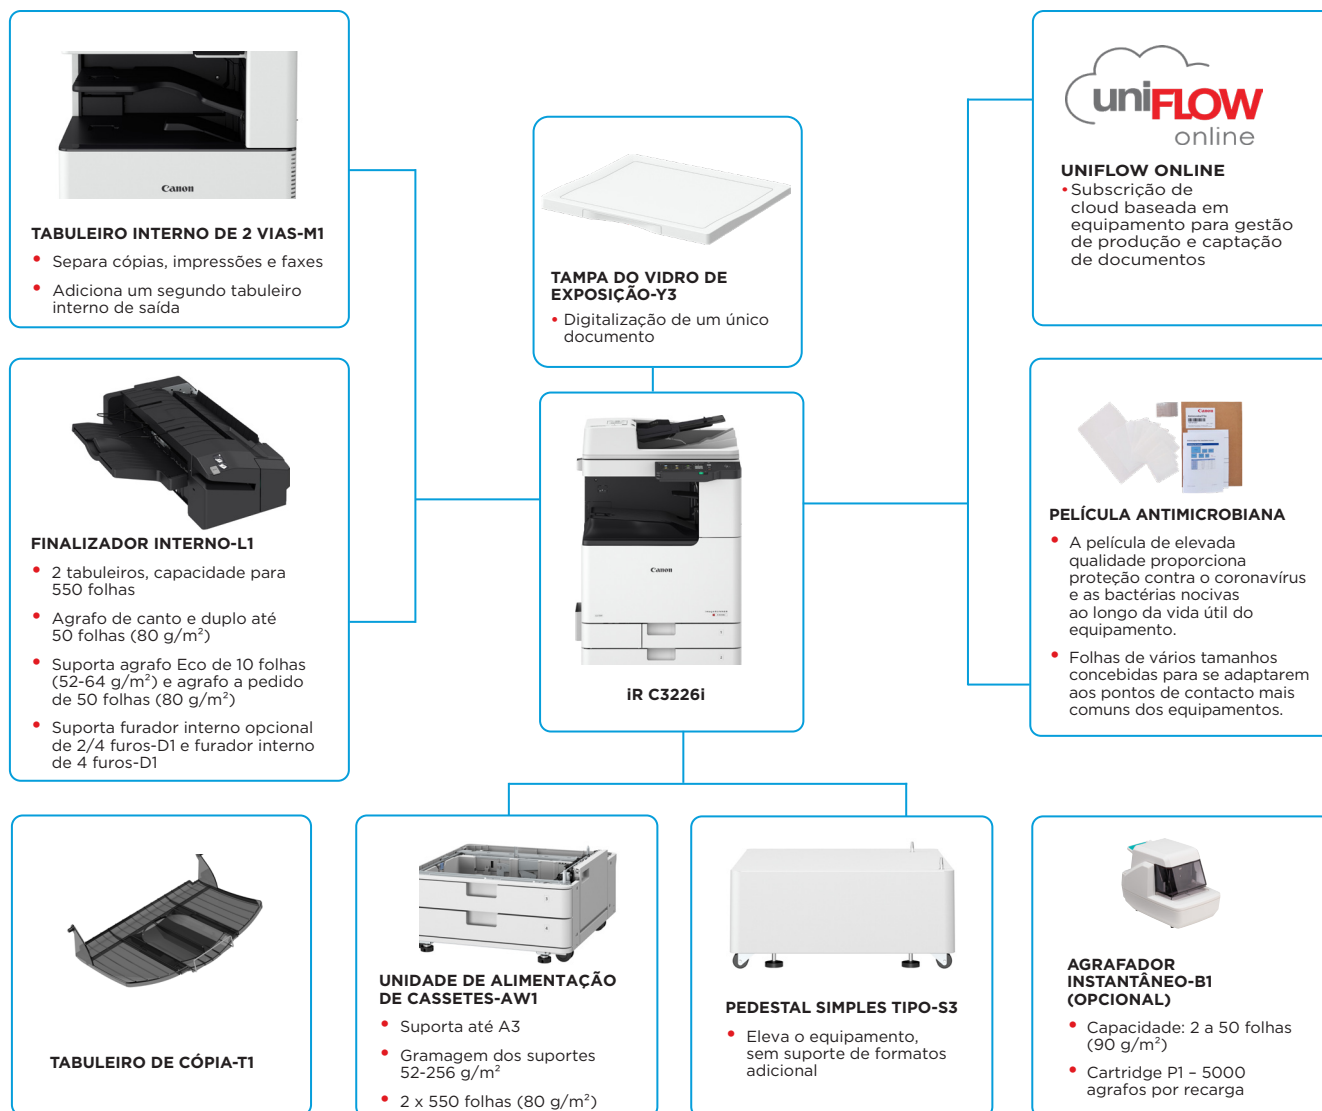 Canon
TABULEIRO INTERNO DE 2 VIAS-M1
• Separa cópias, impressões e faxes
• Adiciona um segundo tabuleiro
interno de saída
TAMPA DO VIDRO DE
EXPOSIÇÃO-Y3
• Digitalização de um único
documento
uniFLOW
online
UNIFLOW ONLINE
• Subscrição de
cloud baseada em
equipamento para gestão
de produção e captação
de documentos
FINALIZADOR INTERNO-L1
• 2 tabuleiros, capacidade para
550 folhas
• Agrafo de canto e duplo até
50 folhas (80 g/m²)
• Suporta agrafo Eco de 10 folhas
(52-64 g/m²) e agrafo a pedido
de 50 folhas (80 g/m²)
• Suporta furador interno opcional
de 2/4 furos-D1 e furador interno
de 4 furos-D1
Canon
iR C3226i
Canon
PELÍCULA ANTIMICROBIANA
• A película de elevada
qualidade proporciona
proteção contra o coronavírus
e as bactérias nocivas
ao longo da vida útil do
equipamento.
• Folhas de vários tamanhos
concebidas para se adaptarem
aos pontos de contacto mais
comuns dos equipamentos.
TABULEIRO DE CÓPIA-T1
UNIDADE DE ALIMENTAÇÃO
DE CASSETES-AW1
• Suporta até A3
• Gramagem dos suportes
52-256 g/m²
• 2 x 550 folhas (80 g/m²)
PEDESTAL SIMPLES TIPO-S3
• Eleva o equipamento,
sem suporte de formatos
adicional
AGRAFADOR
INSTANTÂNEO-B1
(OPCIONAL)
• Capacidade: 2 a 50 folhas
(90 g/m²)
• Cartridge P1 – 5000
agrafos por recarga